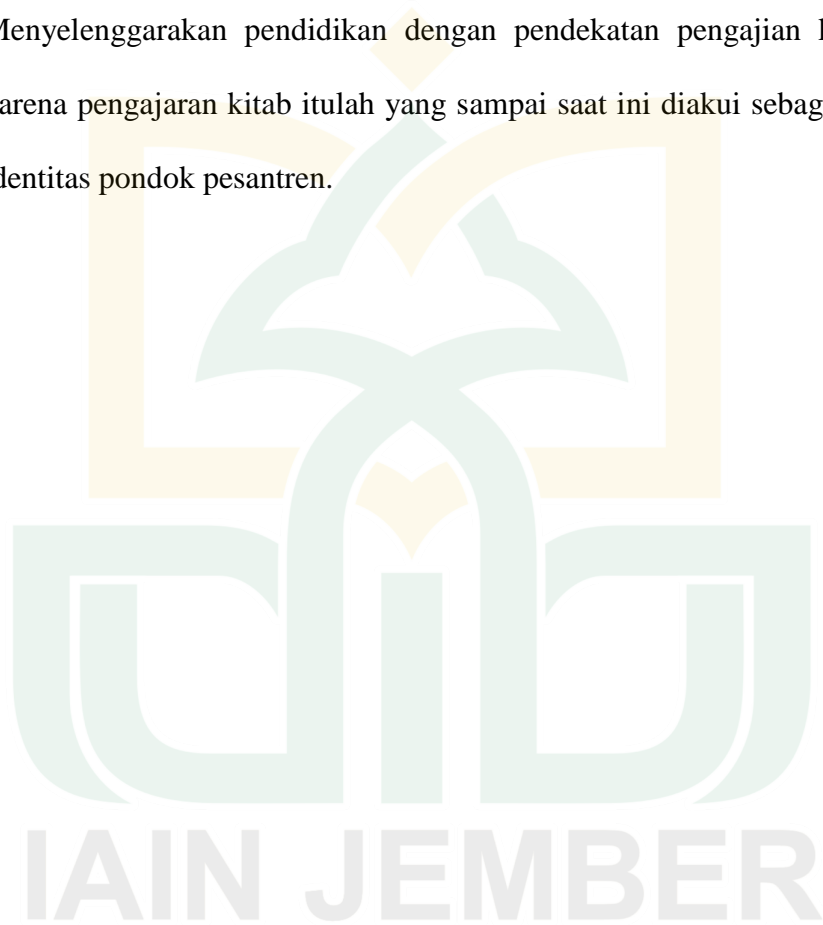 Menyelenggarakan pendidikan dengan pendekatan pengajian
arena pengajaran kitab itulah yang sampai saat ini diakui sebag
dentitas pondok pesantren.
IAIN JEMBER